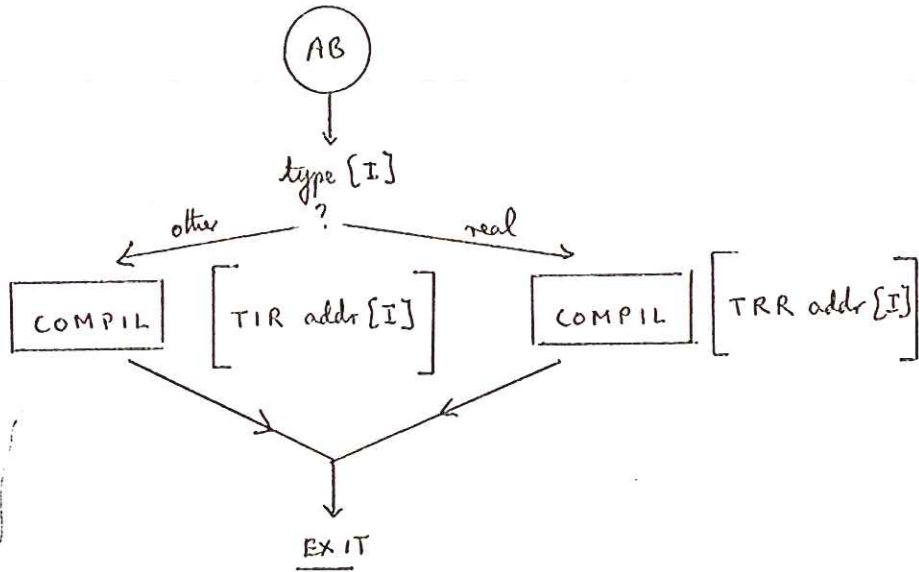 AB
type [I]
?
other
real
COMPIL
TIR addr [I]
COMPIL
TRR addr [I]
EXIT